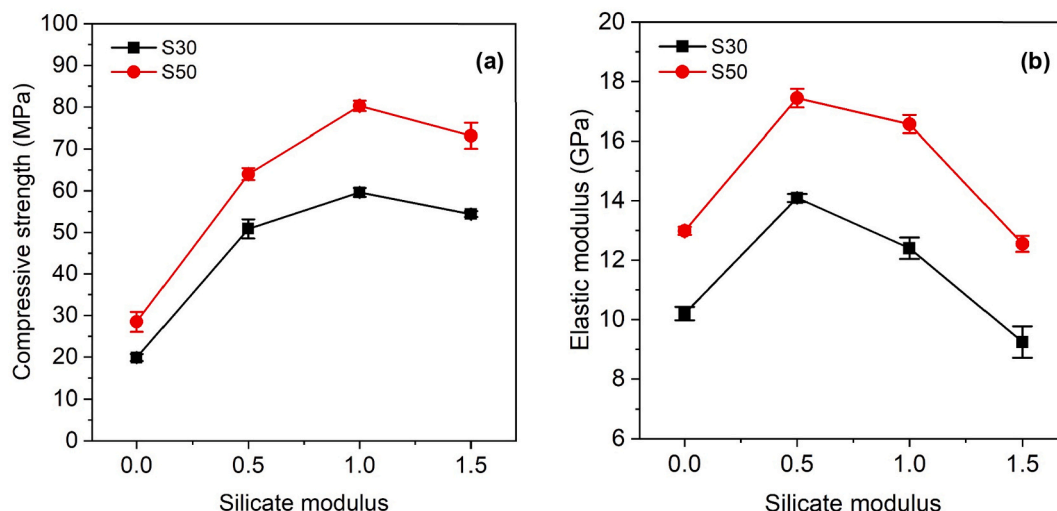 100
90
80
70
60
50
40
30
20
10
0
Compressive strength (MPa)
S30
S50
(a)
0.0 0.5 1.0 1.5
Silicate modulus
20
18
16
14
12
10
8
6
Elastic modulus (GPa)
S30
S50
(b)
0.0 0.5 1.0 1.5
Silicate modulus